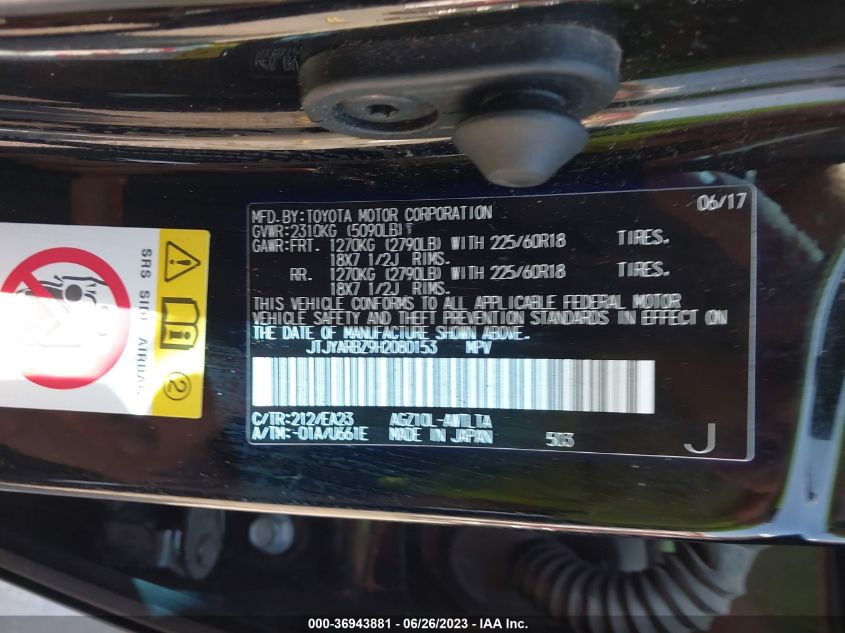 06/17
MFD.BY:TOYOTA MOTOR CORPORATION
GVWR:2310KG (5090LB)
GAWR:FRT. 1270KG (2790LB) WITH 225/60R18 TIRES.
18X7 1/2J RIMS.
RR. 1270KG (2790LB) WITH 225/60R18 TIRES.
18X7 1/2J RIMS.
THIS VEHICLE CONFORMS TO ALL APPLICABLE FEDERAL MOTOR
VEHICLE SAFETY AND THEFT PREVENTION STANDARDS IN EFFECT ON
THE DATE OF MANUFACTURE SHOWN ABOVE.
JTJYARBZ9H2080153 MPV
C/TR:212/EA23 AGZ10L-AWTLTA
A/TM:-01A/U661E MADE IN JAPAN
J
SRS SIDE AIRBAG
2
000-36943881 - 06/26/2023 - IAA Inc.